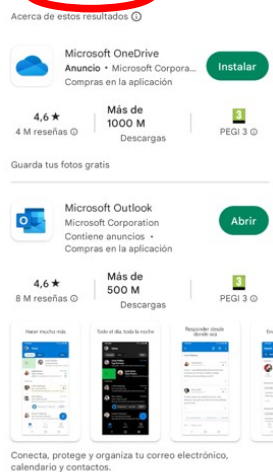 Acerca de estos resultados
Microsoft OneDrive
Anuncio • Microsoft Corpora...
Compras en la aplicación
Instalar
4,6 ★
4 M reseñas
Más de
1000 M
Descargas
3
PEGI 3
Guarda tus fotos gratis
Microsoft Outlook
Microsoft Corporation
Contiene anuncios •
Compras en la aplicación
Abrir
4,6 ★
8 M reseñas
Más de
500 M
Descargas
3
PEGI 3
Hacer mucho más
Todo el día, toda la noche
Responder desde
donde sea
Conecta, protege y organiza tu correo electrónico,
calendario y contactos.